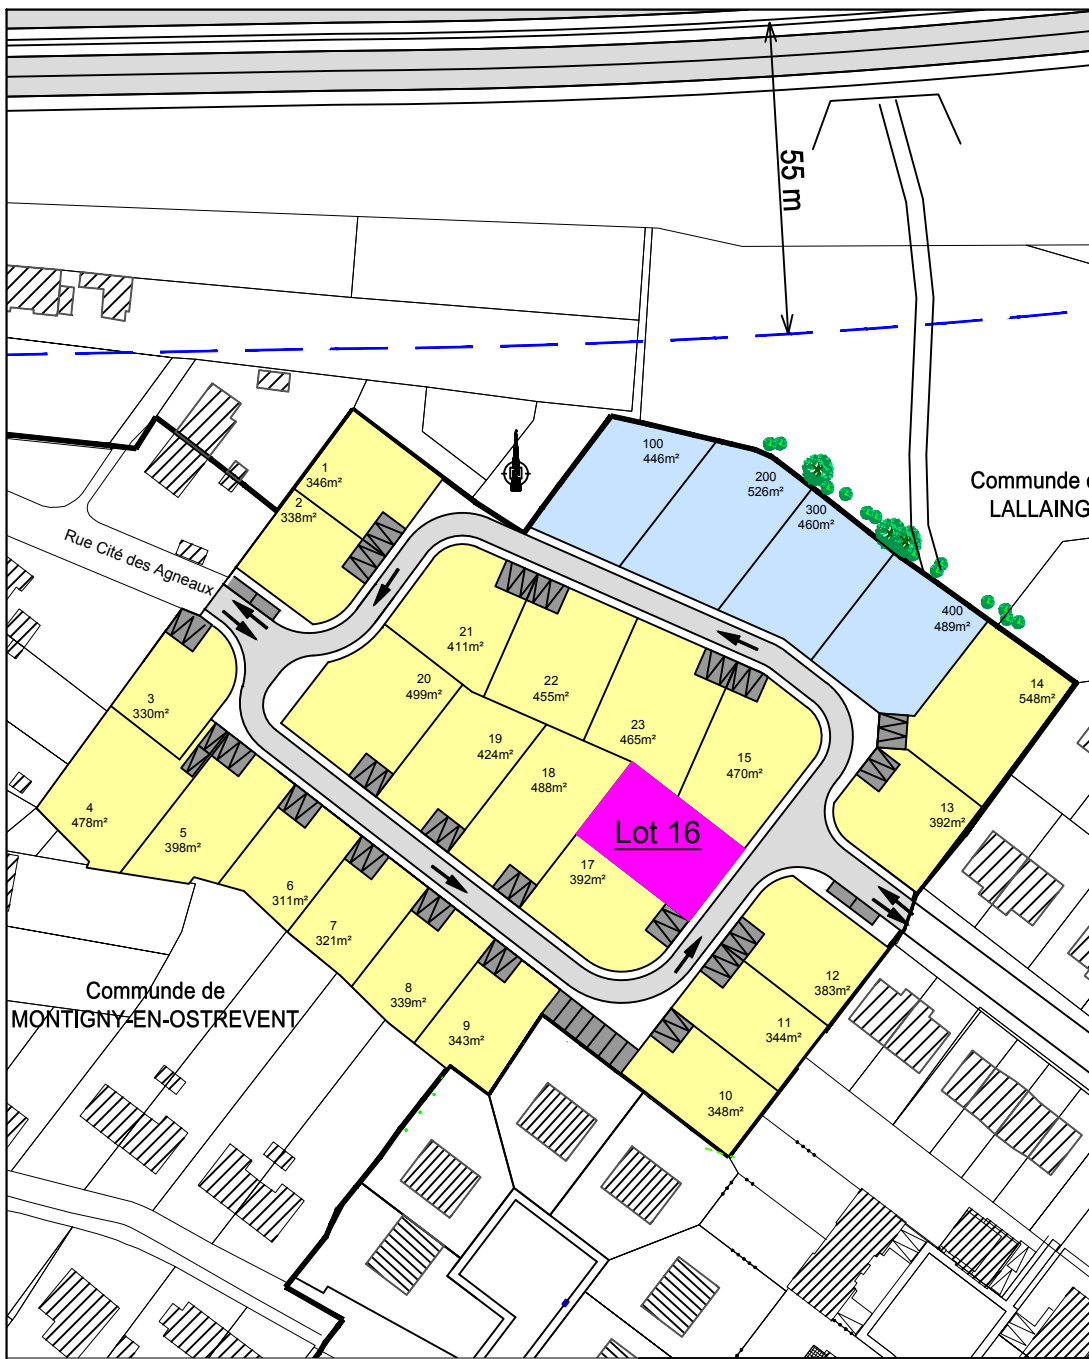 55 m
100
446m²
200
526m²
300
460m²
400
489m²
Communde d
LALLAING
1
346m²
2
338m²
Rue Cité des Agneaux
3
330m²
4
478m²
5
398m²
6
311m²
7
321m²
8
339m²
9
343m²
10
348m²
11
344m²
12
383m²
13
392m²
14
548m²
15
470m²
Lot 16
17
392m²
18
488m²
19
424m²
20
499m²
21
411m²
22
455m²
23
465m²
Communde de
MONTIGNY-EN-OSTREVENT